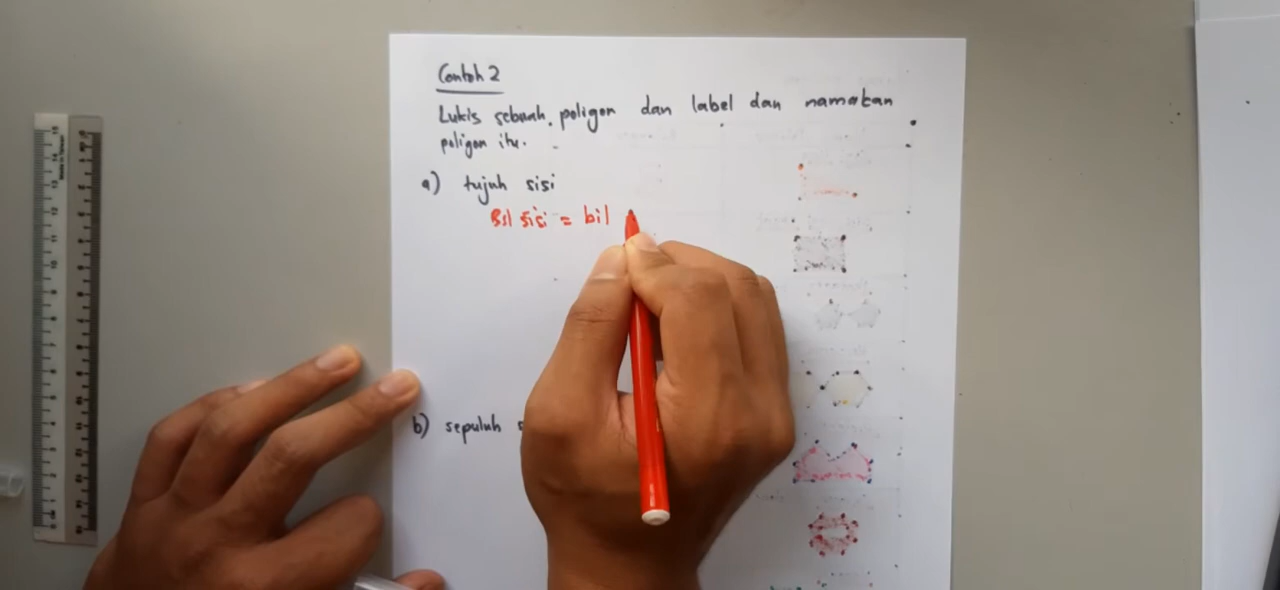 Contoh 2
Lukis sebuah poligon dan label dan namakan
poligon itu.
a) tujuh sisi
Bil sisi = bil
b) sepuluh s